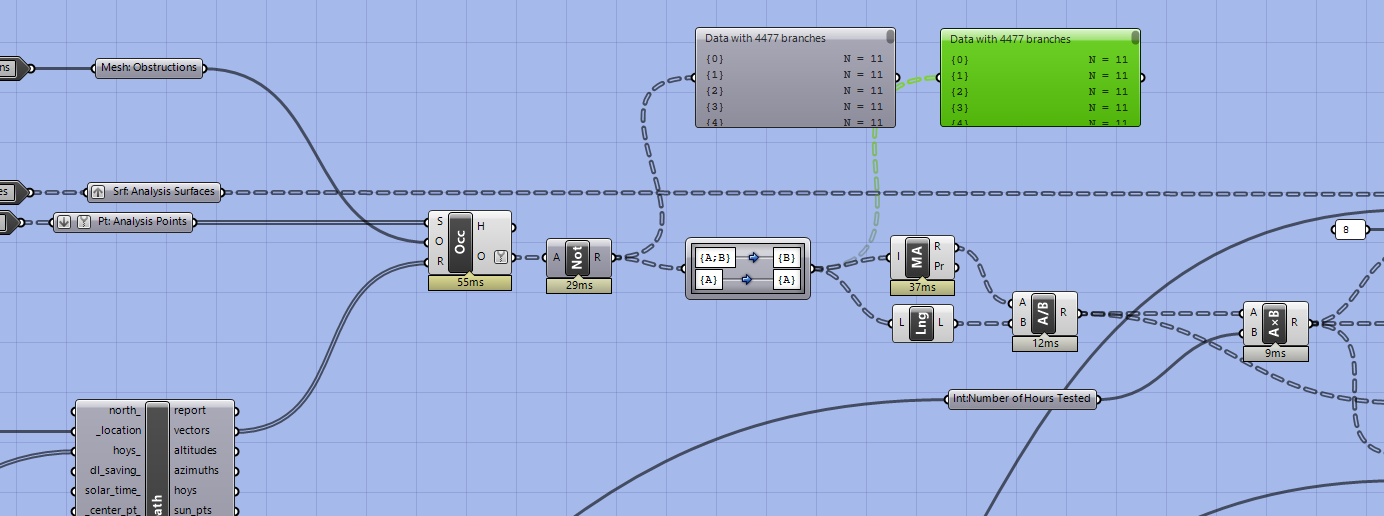 Data with 4477 branches
{0} N = 11
{1} N = 11
{2} N = 11
{3} N = 11
{4} N = 11
Data with 4477 branches
{0} N = 11
{1} N = 11
{2} N = 11
{3} N = 11
{4} N = 11
ns
Mesh: Obstructions
es
Srf: Analysis Surfaces
Pt: Analysis Points
S
O
R
Occ
H
O
55ms
A
Not
R
29ms
{A;B} {B}
{A} {A}
I
MA
R
Pr
37ms
L
Lng
L
A
B
A/B
R
12ms
8
A
B
A×B
R
9ms
Int:Number of Hours Tested
north_ report
_location vectors
hoys_ altitudes
dl_saving_ azimuths
solar_time_ hoys
_center_pt_ sun_pts
ath